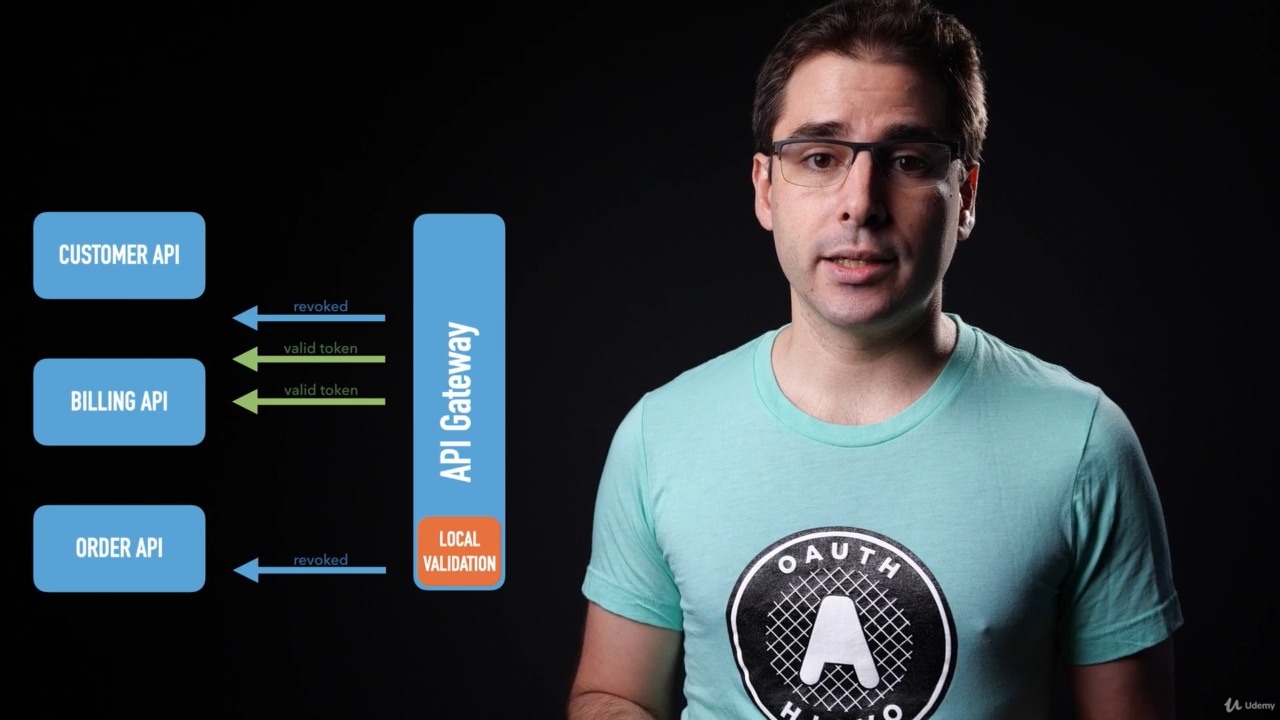 CUSTOMER API
revoked
valid token
BILLING API
valid token
API Gateway
ORDER API
revoked
LOCAL
VALIDATION
OAUTH
A
Udemy